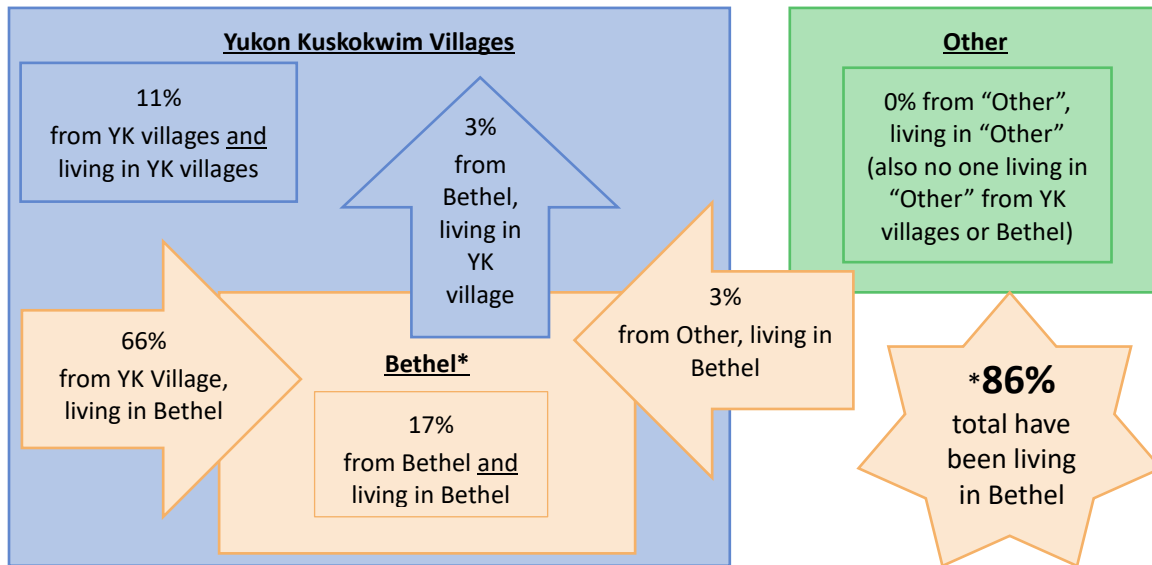 Yukon Kuskokwim Villages
11%
from YK villages and
living in YK villages
3%
from
Bethel,
living in
YK
village
66%
from YK Village,
living in Bethel
Bethel*
17%
from Bethel and
living in Bethel
3%
from Other, living in
Bethel
Other
0% from “Other”,
living in “Other”
(also no one living in
“Other” from YK
villages or Bethel)
*86%
total have
been living
in Bethel